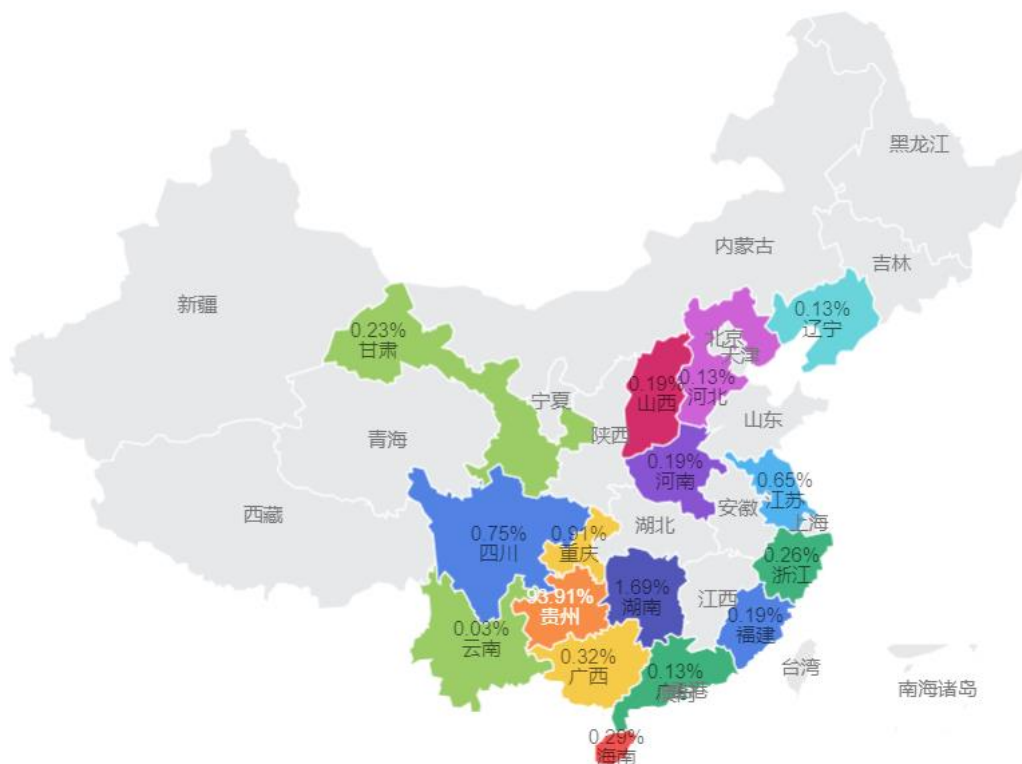 黑龙江
内蒙古
吉林
新疆
0.13%
辽宁
0.23%
甘肃
北京
天津
0.19%
山西
0.13%
河北
宁夏
山东
青海
陕西
0.19%
河南
0.65%
江苏
西藏
安徽
上海
湖北
0.75%
四川
0.91%
重庆
0.26%
浙江
93.91%
贵州
1.69%
湖南
江西
0.19%
福建
0.03%
云南
0.32%
广西
0.13%
台湾
南海诸岛
0.29%
海南